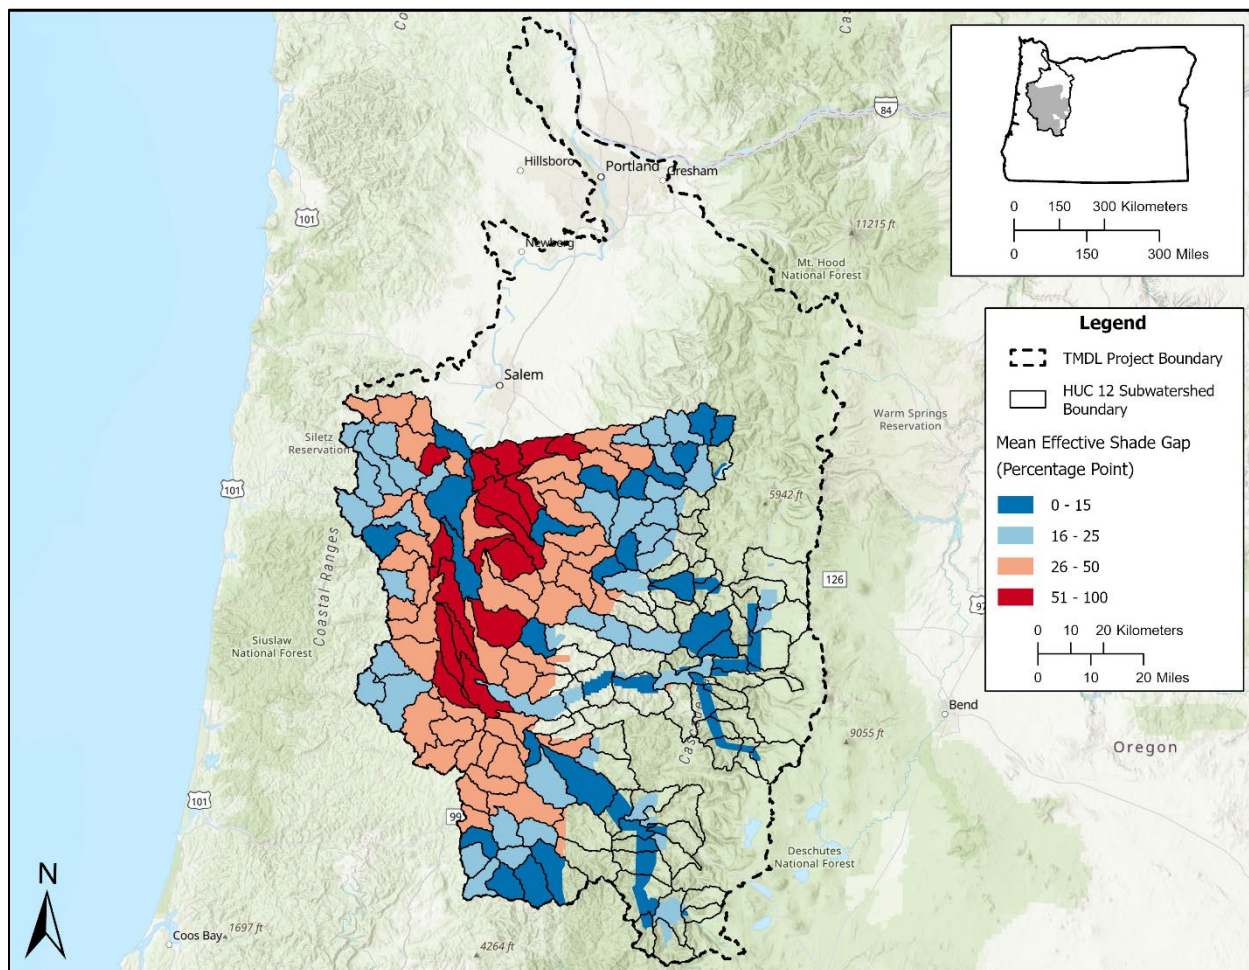 Co
Cas
84
Hillsboro
Portland
Gresham
101
11215 ft
Newberg
Mt. Hood
National Forest
Salem
Siletz
Reservation
Warm Springs
Reservation
101
5942 ft
Coastal Ranges
126
97
Siuslaw
National Forest
Bend
Cascade
9055 ft
Oregon
101
99
Deschutes
National Forest
N
1697 ft
Coos Bay
4264 ft
0 150 300 Kilometers
0 150 300 Miles
Legend
TMDL Project Boundary
HUC 12 Subwatershed
Boundary
Mean Effective Shade Gap
(Percentage Point)
0 - 15
16 - 25
26 - 50
51 - 100
0 10 20 Kilometers
0 10 20 Miles